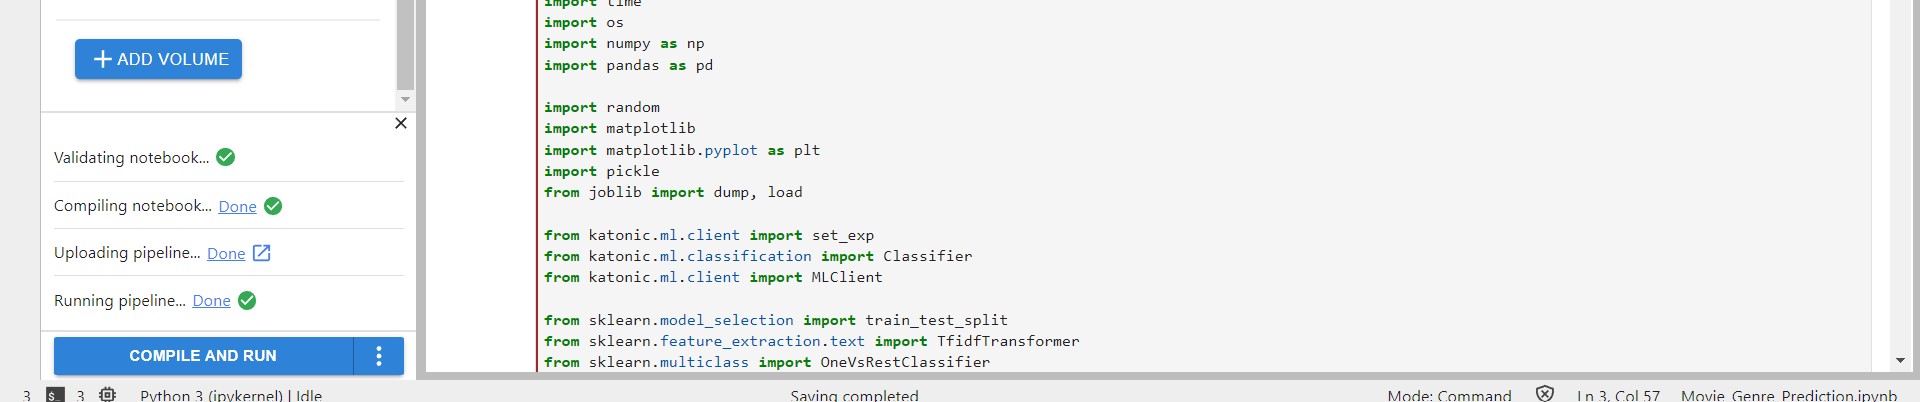 import time
import os
import numpy as np
import pandas as pd
import random
import matplotlib
import matplotlib.pyplot as plt
import pickle
from joblib import dump, load
from katonic.ml.client import set_exp
from katonic.ml.classification import Classifier
from katonic.ml.client import MLClient
from sklearn.model_selection import train_test_split
from sklearn.feature_extraction.text import TfidfTransformer
from sklearn.multiclass import OneVsRestClassifier
+ ADD VOLUME
Validating notebook...
Compiling notebook... Done
Uploading pipeline... Done
Running pipeline... Done
COMPILE AND RUN
3 $_ 3 Python 3 (ipykernel) | Idle Saving completed Mode: Command Ln 3, Col 57 Movie_Genre_Prediction.ipynb